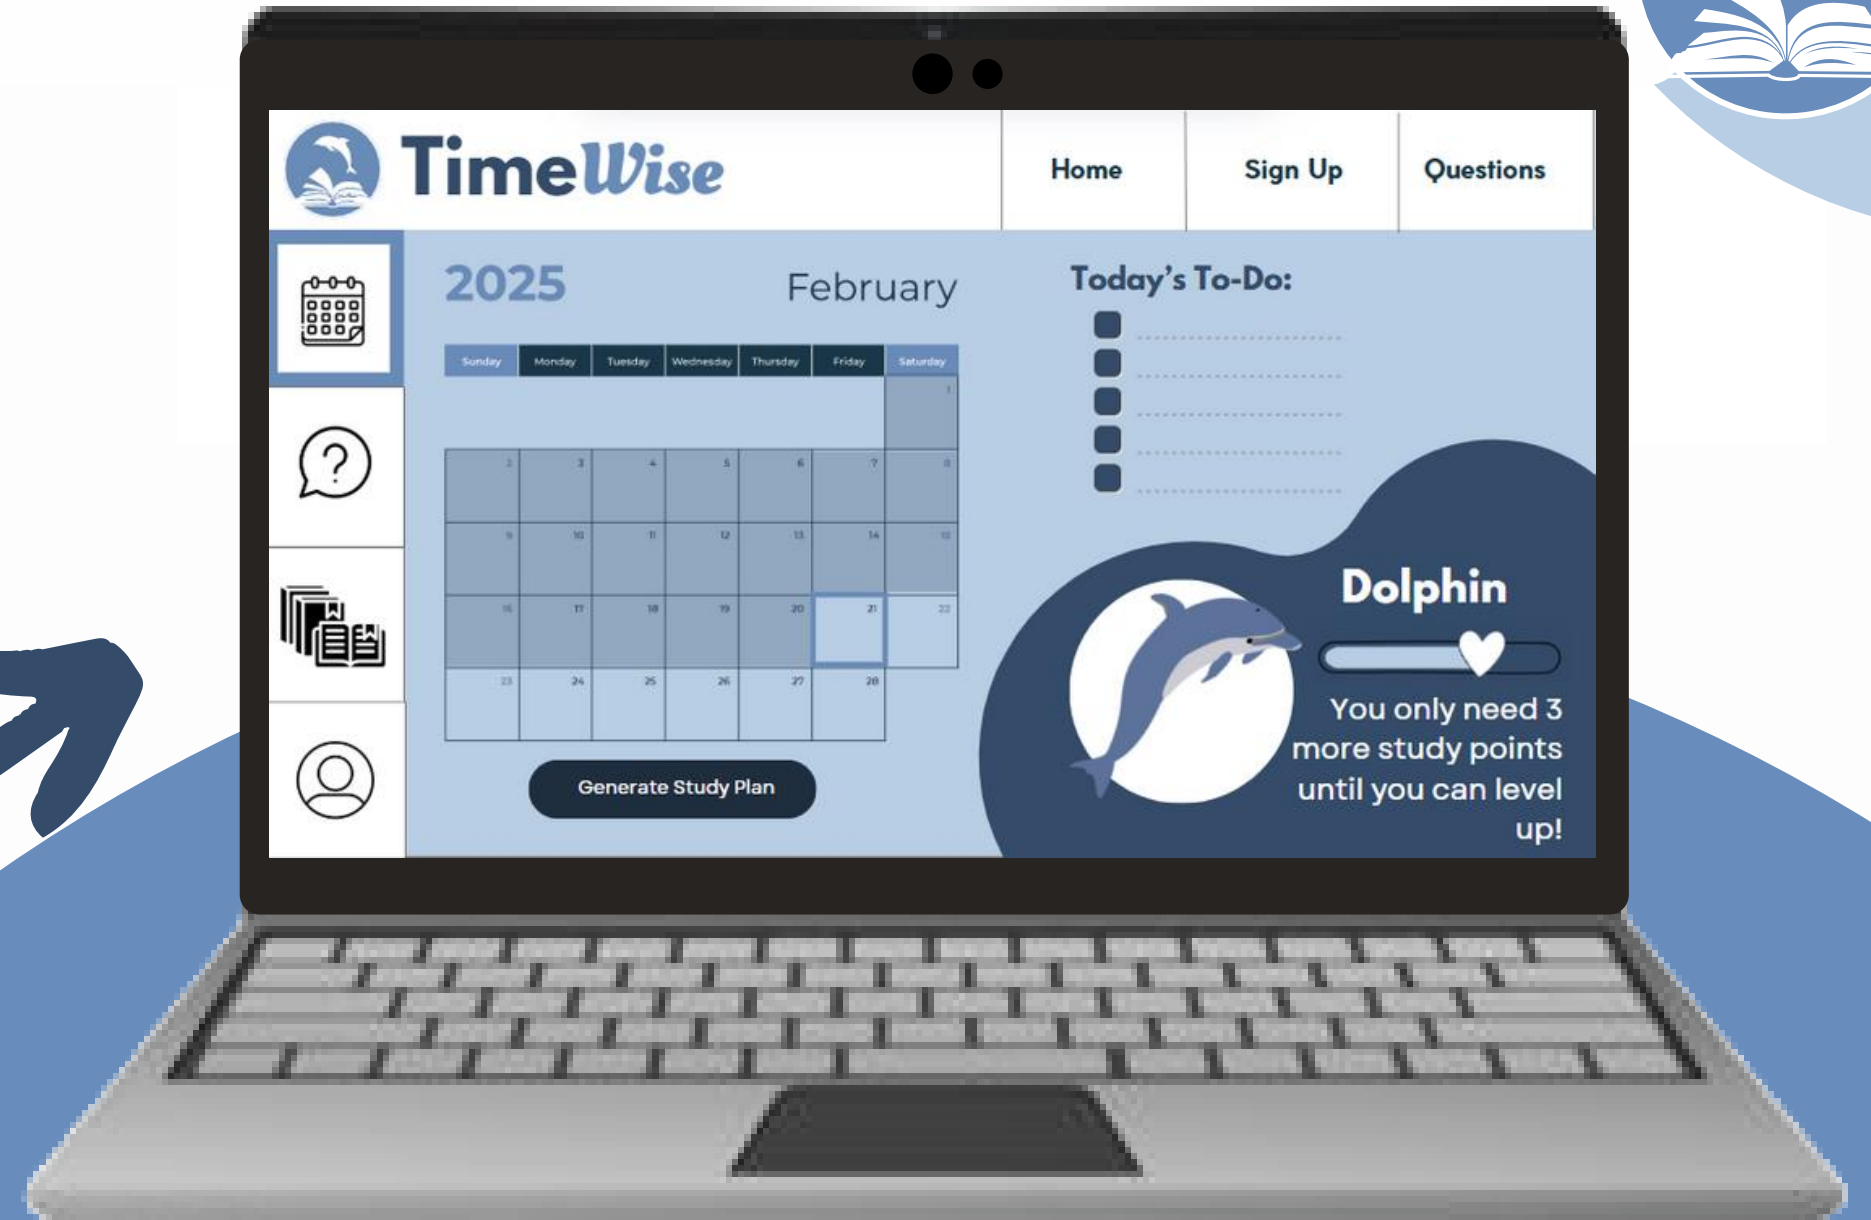 TimeWise
Home Sign Up Questions
2025 February
Today's To-Do:
Sunday Monday Tuesday Wednesday Thursday Friday Saturday
1
2 3 4 5 6 7 8
9 10 11 12 13 14 15
16 17 18 19 20 21 22
23 24 25 26 27 28
Generate Study Plan
Dolphin
You only need 3
more study points
until you can level
up!